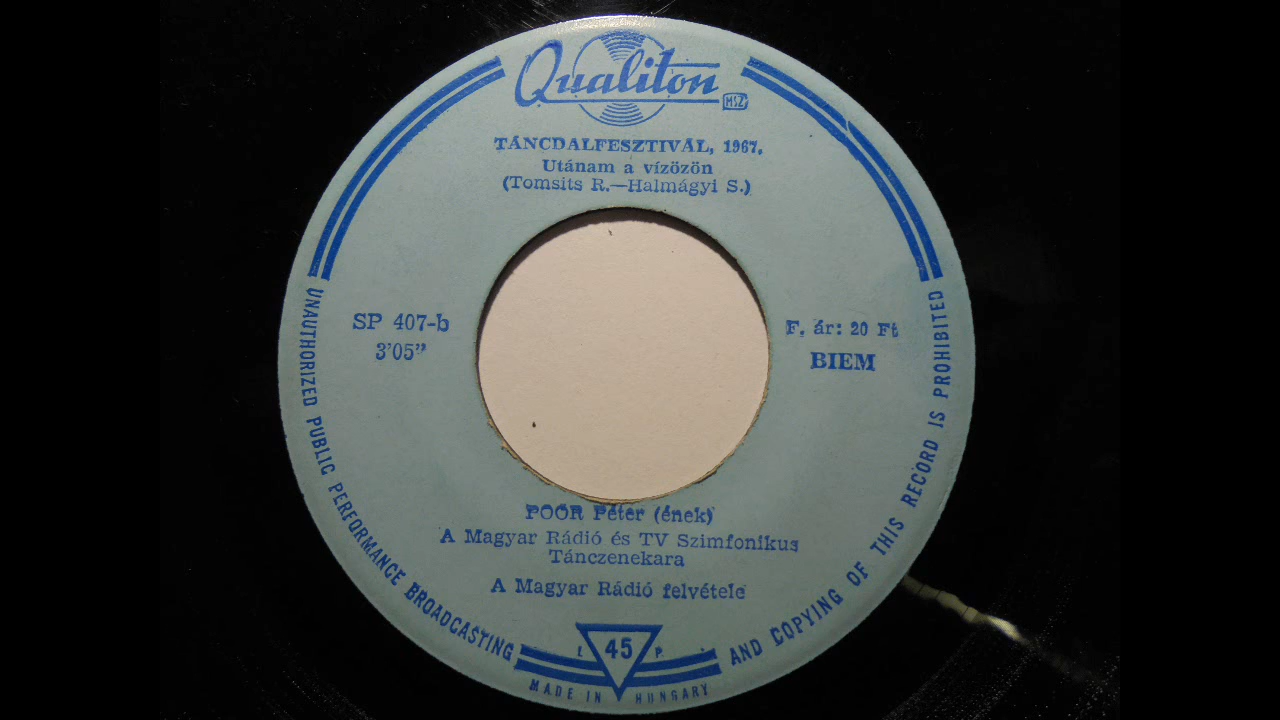 Qualiton
MSZ
TÁNCDALFESZTIVÁL, 1967.
Utánam a vízözön
(Tomsits R.—Halmágyi S.)
SP 407-b
3'05”
F. ár: 20 Ft
BIEM
POÓR Péter (ének)
A Magyar Rádió és TV Szimfonikus
Tánczenekara
A Magyar Rádió felvétele
UNAUTHORIZED PUBLIC PERFORMANCE BROADCASTING AND COPYING OF THIS RECORD IS PROHIBITED
45
MADE IN HUNGARY